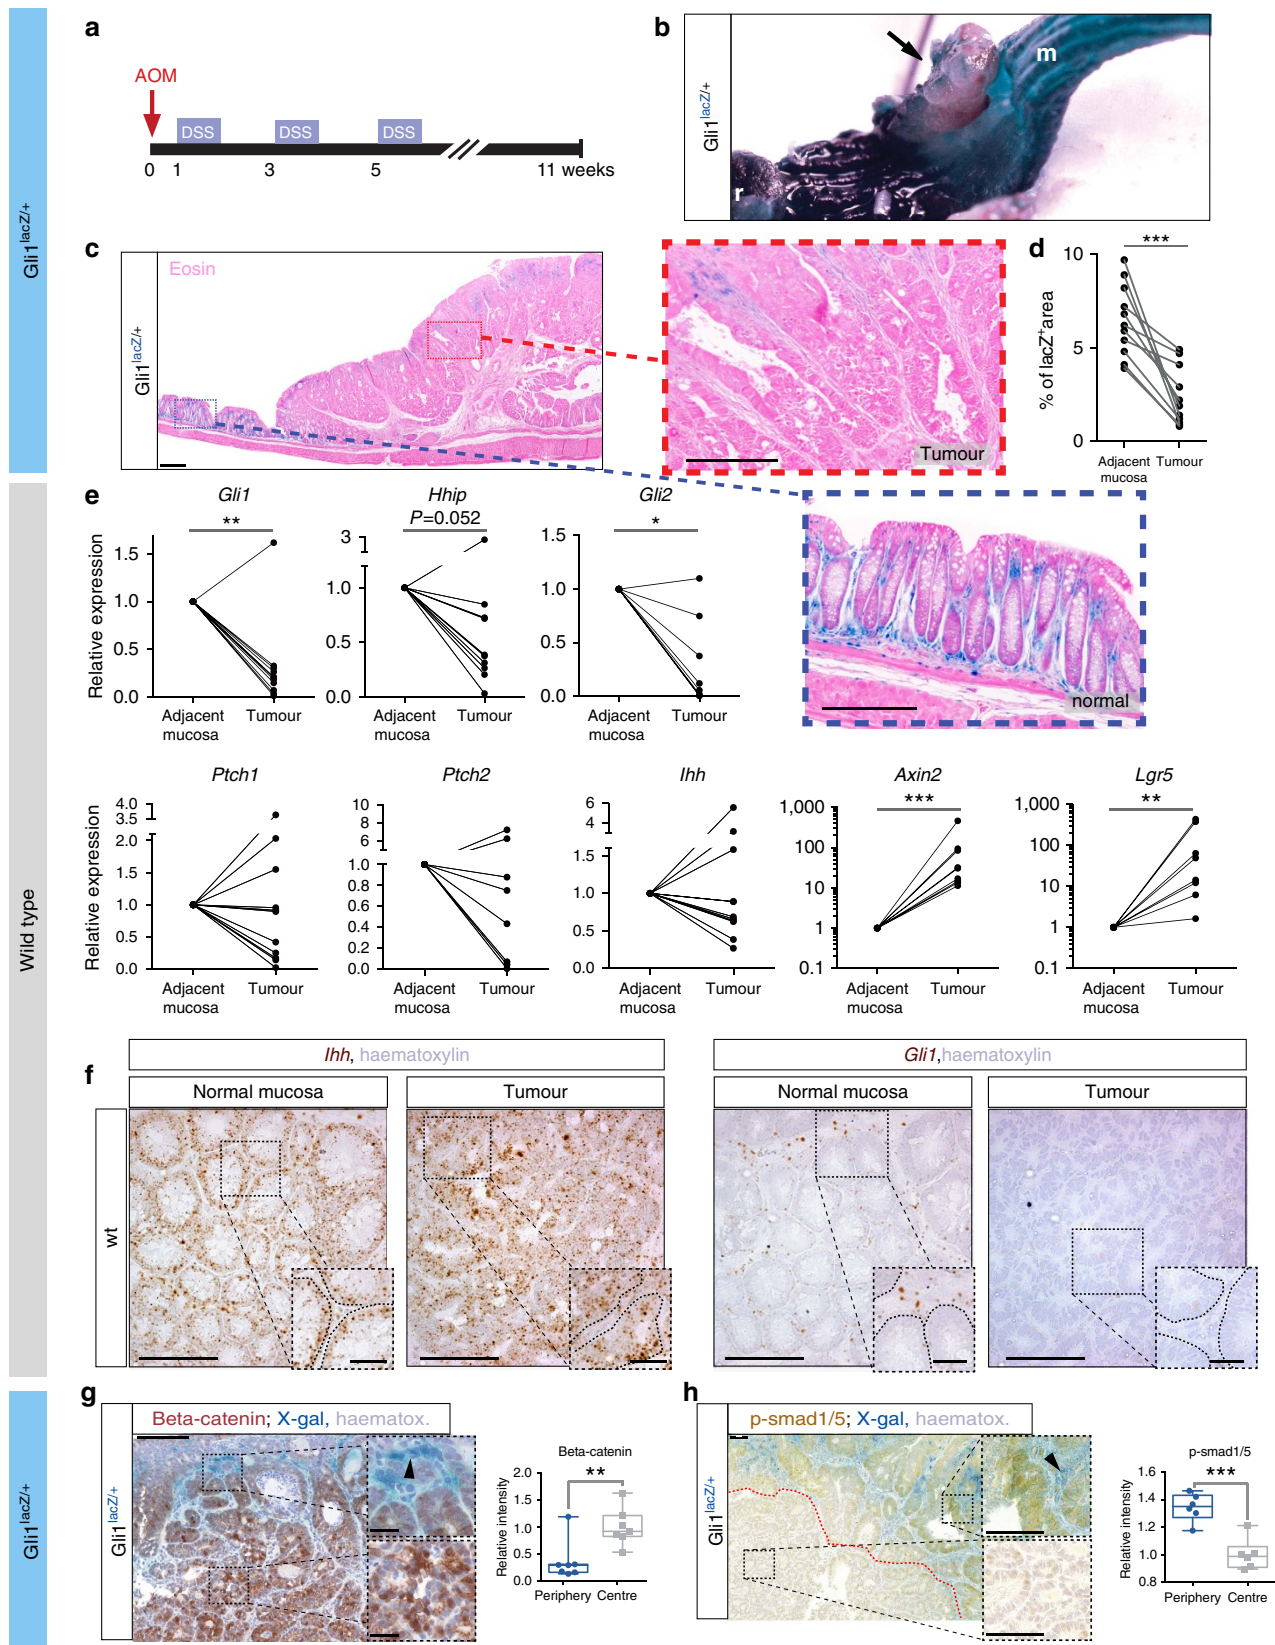 a
AOM
DSS DSS DSS
0 1 3 5 11 weeks
b
Gli1lacZ/+
m
r
Gli1lacZ/+
c
Gli1lacZ/+
Eosin
Tumour
normal
d
***
% of lacZ+area
10
5
0
Adjacent mucosa
Tumour
Wild type
e
Gli1
**
Relative expression
1.5
1.0
0.5
0.0
Adjacent mucosa
Tumour
Hhip
P=0.052
3
1.0
0.5
0.0
Adjacent mucosa
Tumour
Gli2
*
1.5
1.0
0.5
0.0
Adjacent mucosa
Tumour
Ptch1
Relative expression
4.0
3.5
2.0
1.5
1.0
0.5
0.0
Adjacent mucosa
Tumour
Ptch2
10
8
6
4
2
1.0
0.8
0.6
0.4
0.2
0
Adjacent mucosa
Tumour
Ihh
6
4
3
1.5
1.0
0.5
0.0
Adjacent mucosa
Tumour
Axin2
***
1,000
100
10
1
0.1
Adjacent mucosa
Tumour
Lgr5
**
1,000
100
10
1
0.1
Adjacent mucosa
Tumour
f
Ihh, haematoxylin
Normal mucosa
Tumour
wt
Gli1,haematoxylin
Normal mucosa
Tumour
Gli1lacZ/+
g
Beta-catenin; X-gal, haematox.
Gli1lacZ/+
Beta-catenin
**
Relative intensity
2.0
1.5
1.0
0.5
0.0
Periphery Centre
h
p-smad1/5; X-gal, haematox.
Gli1lacZ/+
p-smad1/5
***
Relative intensity
1.6
1.4
1.2
1.0
0.8
Periphery Centre